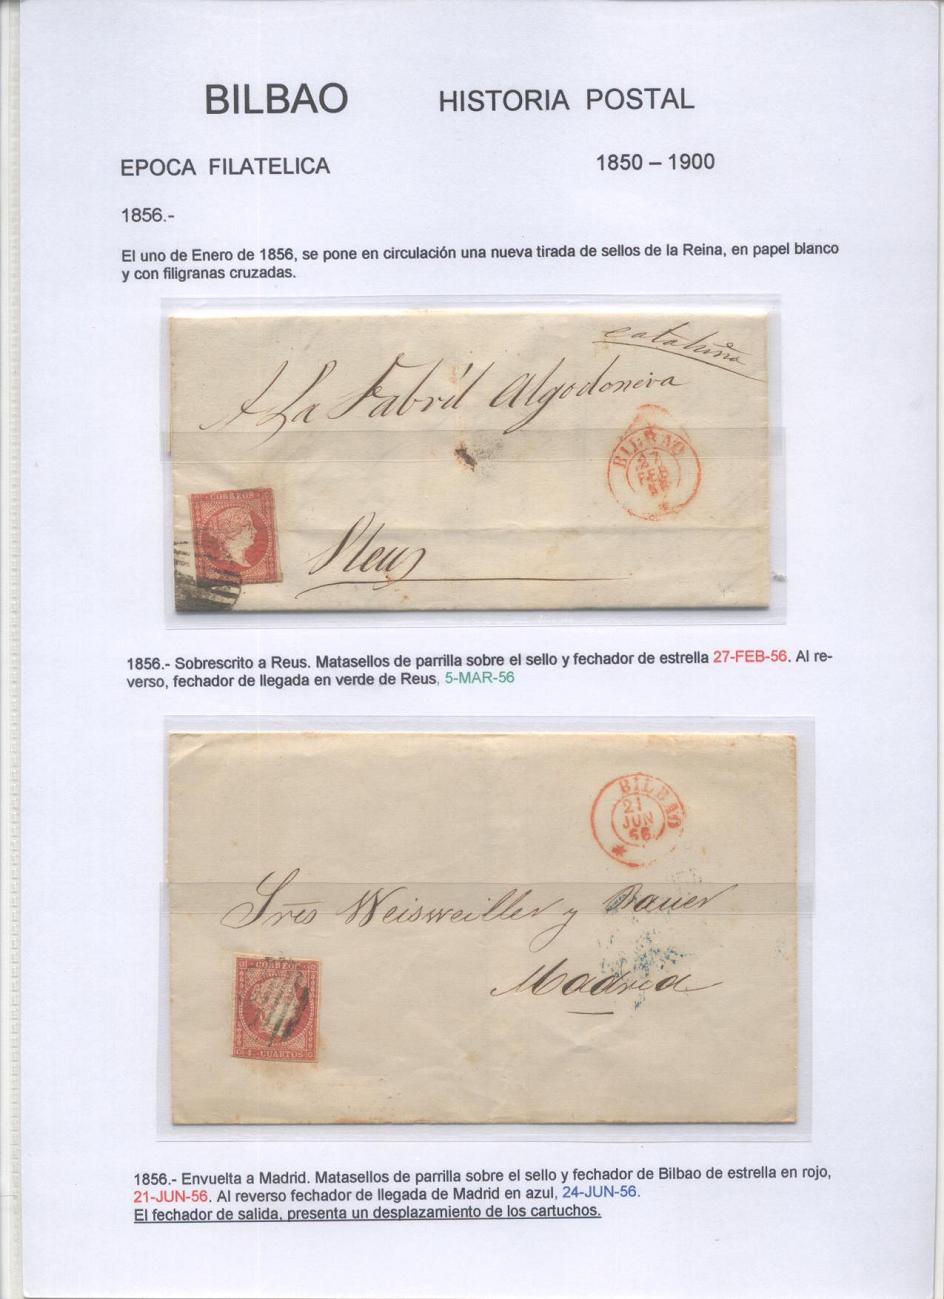 BILBAO HISTORIA POSTAL
EPOCA FILATELICA 1850 – 1900
1856.-
El uno de Enero de 1856, se pone en circulación una nueva tirada de sellos de la Reina, en papel blanco
y con filigranas cruzadas.
cataluña
A La Fabríl Algodonera
BILBAO
27
FEB
56
CORREOS
Reus
1856.- Sobrescrito a Reus. Matasellos de parrilla sobre el sello y fechador de estrella 27-FEB-56. Al re-
verso, fechador de llegada en verde de Reus, 5-MAR-56
BILBAO
21
JUN
56
Sres Weisweiller y Bauer
Madrid
CORREOS
4 CUARTOS
1856.- Envuelta a Madrid. Matasellos de parrilla sobre el sello y fechador de Bilbao de estrella en rojo,
21-JUN-56. Al reverso fechador de llegada de Madrid en azul, 24-JUN-56.
El fechador de salida, presenta un desplazamiento de los cartuchos.